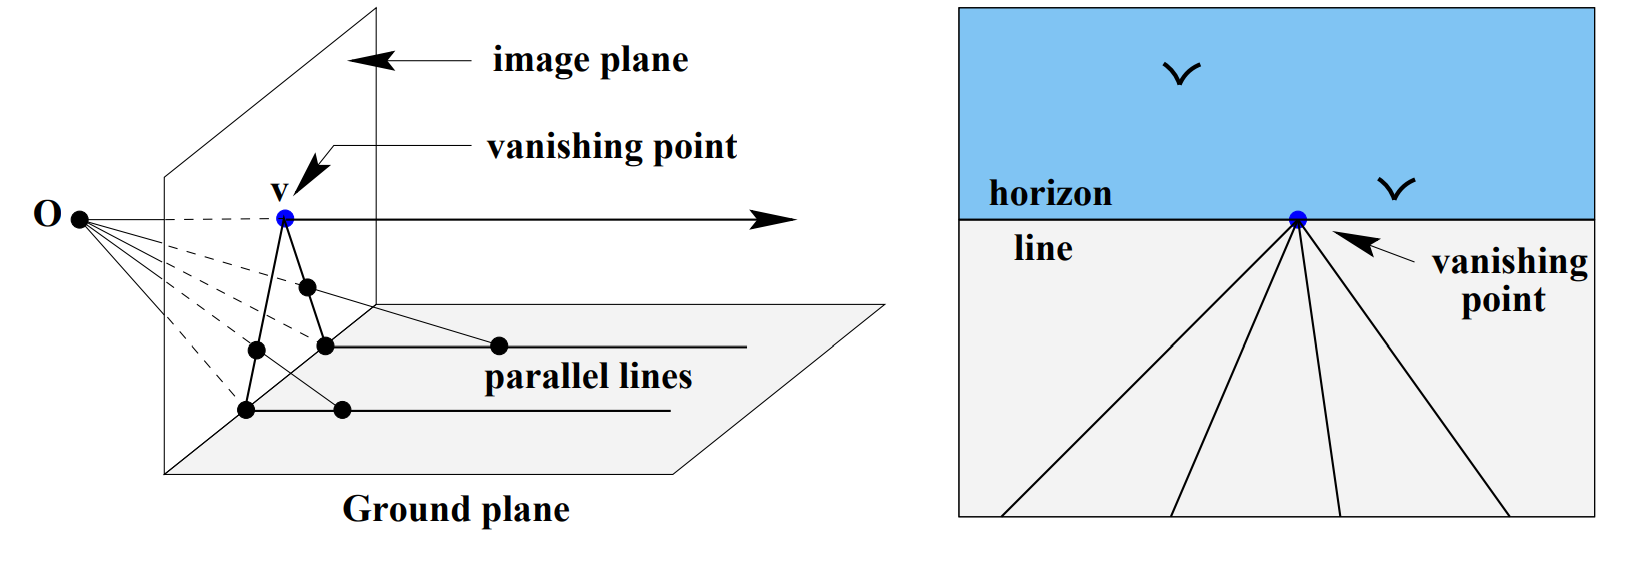 image plane
vanishing point
v
O
parallel lines
Ground plane
horizon
line
vanishing
point